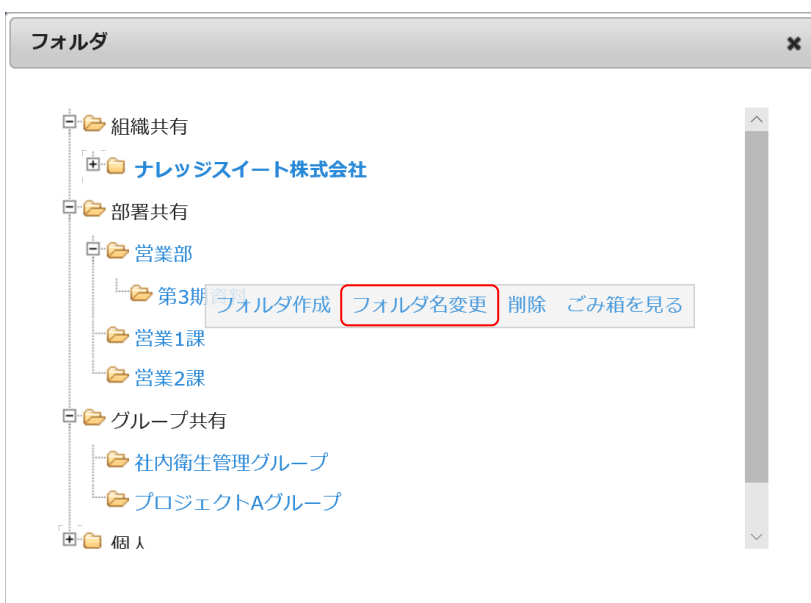 フォルダ
組織共有
ナレッジスイート株式会社
部署共有
営業部
第3期資料
フォルダ作成 フォルダ名変更 削除 ごみ箱を見る
営業1課
営業2課
グループ共有
社内衛生管理グループ
プロジェクトAグループ
個人